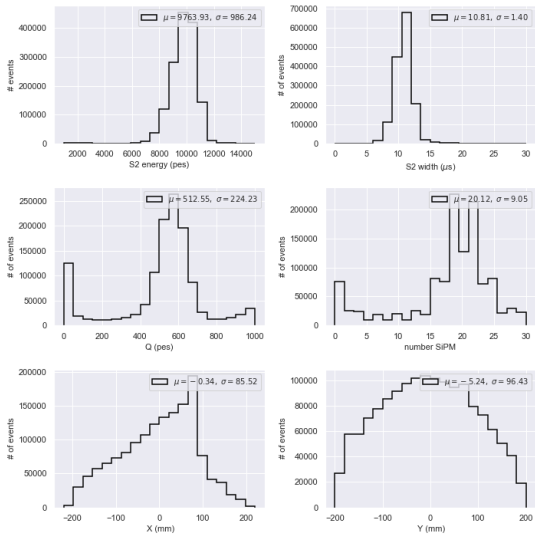 μ = 9763.93, σ = 986.24
# of events
400000
300000
200000
100000
0
2000 4000 6000 8000 10000 12000 14000
S2 energy (pes)
μ = 10.81, σ = 1.40
# of events
700000
600000
500000
400000
300000
200000
100000
0
0 5 10 15 20 25 30
S2 width (μs)
μ = 512.55, σ = 224.23
# of events
250000
200000
150000
100000
50000
0
0 200 400 600 800 1000
Q (pes)
μ = 20.12, σ = 9.05
# of events
200000
150000
100000
50000
0
0 10 20 30
number SiPM
μ = −0.34, σ = 85.52
# of events
200000
150000
100000
50000
0
−200 −100 0 100 200
X (mm)
μ = −5.24, σ = 96.43
# of events
100000
80000
60000
40000
20000
0
−200 −100 0 100 200
Y (mm)